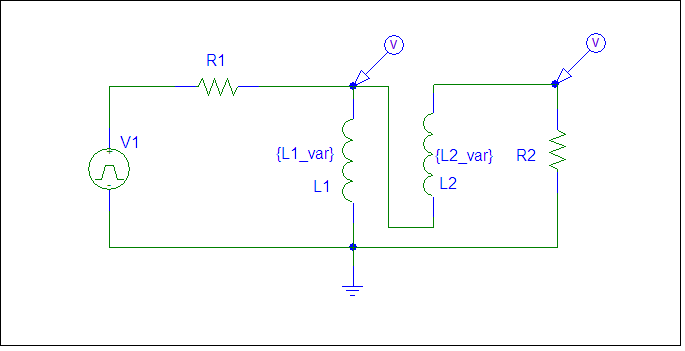 V
V
R1
V1
+
-
{L1_var}
L1
{L2_var}
L2
R2